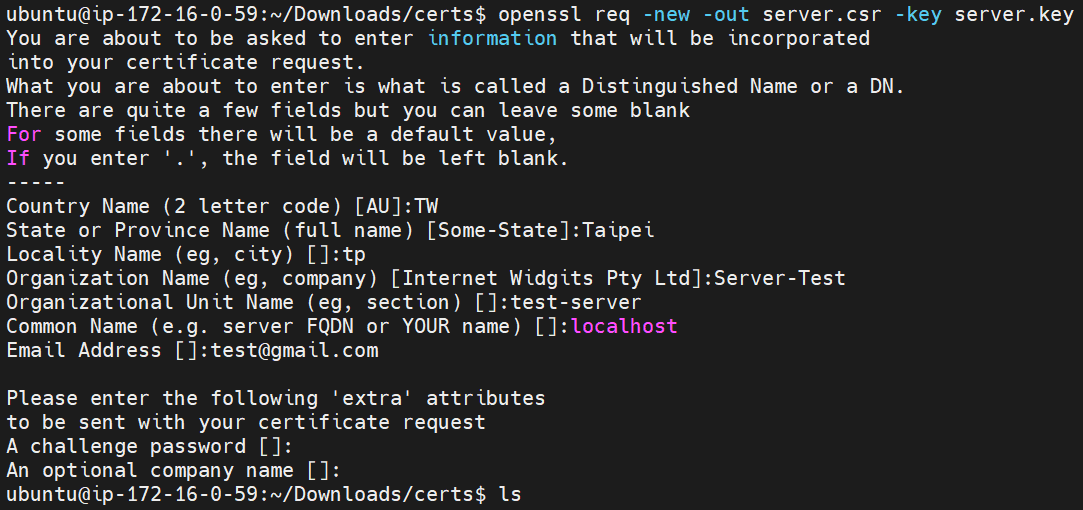 ubuntu@ip-172-16-0-59:~/Downloads/certs$ openssl req -new -out server.csr -key server.key
You are about to be asked to enter information that will be incorporated
into your certificate request.
What you are about to enter is what is called a Distinguished Name or a DN.
There are quite a few fields but you can leave some blank
For some fields there will be a default value,
If you enter '.', the field will be left blank.
-----
Country Name (2 letter code) [AU]:TW
State or Province Name (full name) [Some-State]:Taipei
Locality Name (eg, city) []:tp
Organization Name (eg, company) [Internet Widgits Pty Ltd]:Server-Test
Organizational Unit Name (eg, section) []:test-server
Common Name (e.g. server FQDN or YOUR name) []:localhost
Email Address []:test@gmail.com

Please enter the following 'extra' attributes
to be sent with your certificate request
A challenge password []:
An optional company name []:
ubuntu@ip-172-16-0-59:~/Downloads/certs$ ls